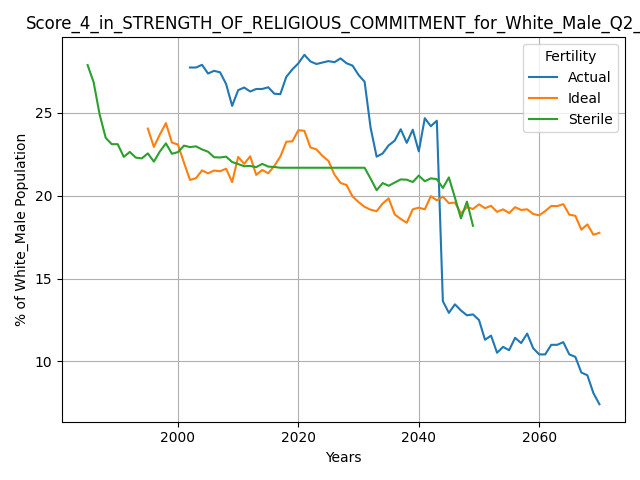 Score_4_in_STRENGTH_OF_RELIGIOUS_COMMITMENT_for_White_Male_Q2_
Fertility
Actual
Ideal
Sterile
% of White_Male Population
25
20
15
10
2000 2020 2040 2060
Years